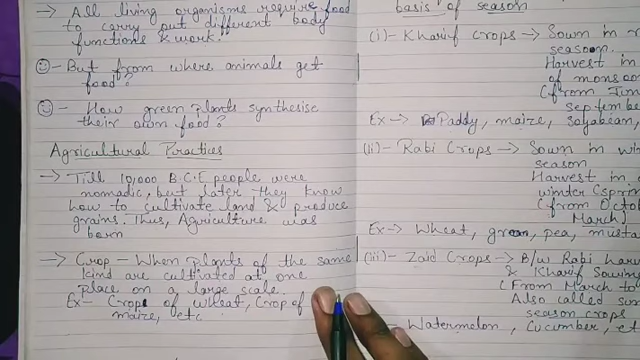 → All living organisms require food
to carry out different body
functions & work.
- But from where animals get
food?
- How green plants synthesise
their own food?
Agricultural Practices
→ Till 10,000 B.C.E people were
nomadic, but later they know
how to cultivate land & produce
grains. Thus, Agriculture was
born
→ Crop - When plants of the same
kind are cultivated at one
place on a large scale.
Ex - Crop of wheat, Crop of
maize, etc
basis of season
(i)- Kharif Crops → Sown in
season.
Harvest in
of monsoon
(from
September
Ex → Paddy, maize, Soyabean,
(ii)- Rabi Crops → Sown in
season
Harvest in
winter
(from
March)
Ex → Wheat, gram, pea,
(iii)- Zaid Crops → B/w Rabi
& Kharif Sowing
(From March to
Also called
season crops
Watermelon, Cucumber,